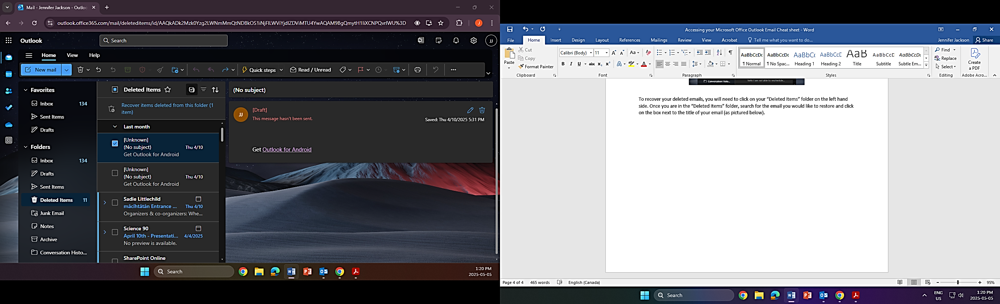 Mail - Jennifer Jackson - Outlo
outlook.office365.com/mail/deleteditems/id/
Outlook
Search
JJ
Home View Help
New mail
Quick steps
Read / Unread
Favorites
Inbox 134
Sent Items
Drafts
Folders
Inbox 134
Drafts
Sent Items
Deleted Items 11
Junk Email
Notes
Archive
Conversation Histo...
Deleted Items
Recover items deleted from this folder (1
item)
Last month
[Unknown]
(No subject) Thu 4/10
Get Outlook for Android
[Unknown]
(No subject) Thu 4/10
Get Outlook for Android
Sadie Littlechild
mâcîhtâtân Entrance ... Thu 4/10
Organizers & co-organizers: Whe...
Science 90
April 10th - Presentati... 4/4/2025
No preview is available.
SharePoint Online
(No subject)
JJ
[Draft]
This message hasn't been sent.
Saved: Thu 4/10/2025 5:31 PM
Get Outlook for Android
Search
1:20 PM
2025-05-05
Accessing your Microsoft Office Outlook Email Cheat sheet - Word
File Home Insert Design Layout References Mailings Review View Acrobat Tell me what you want to do... Jennifer Jackson Share
Paste
Cut
Copy
Format Painter
Clipboard
Calibri (Body) 11
Font
Paragraph
AaBbCcDc AaBbCcDc AaBbCc AaBbCcD AaB AaBbCcD AaBbCcDc
¶ Normal ¶ No Spac... Heading 1 Heading 2 Title Subtitle Subtle Em...
Styles
Find
Replace
Select
Editing
Create
a PDF
Adobe Acro...
Conversation Histo...
hello I am not able to reschedule...
To recover your deleted emails, you will need to click on your “Deleted Items” folder on the left hand
side. Once you are in the “Deleted Items” folder, search for the email you would like to restore and click
on the box next to the title of your email (as pictured below).
Page 4 of 4 465 words English (Canada) 95%
Search
ENG
US
1:20 PM
2025-05-05